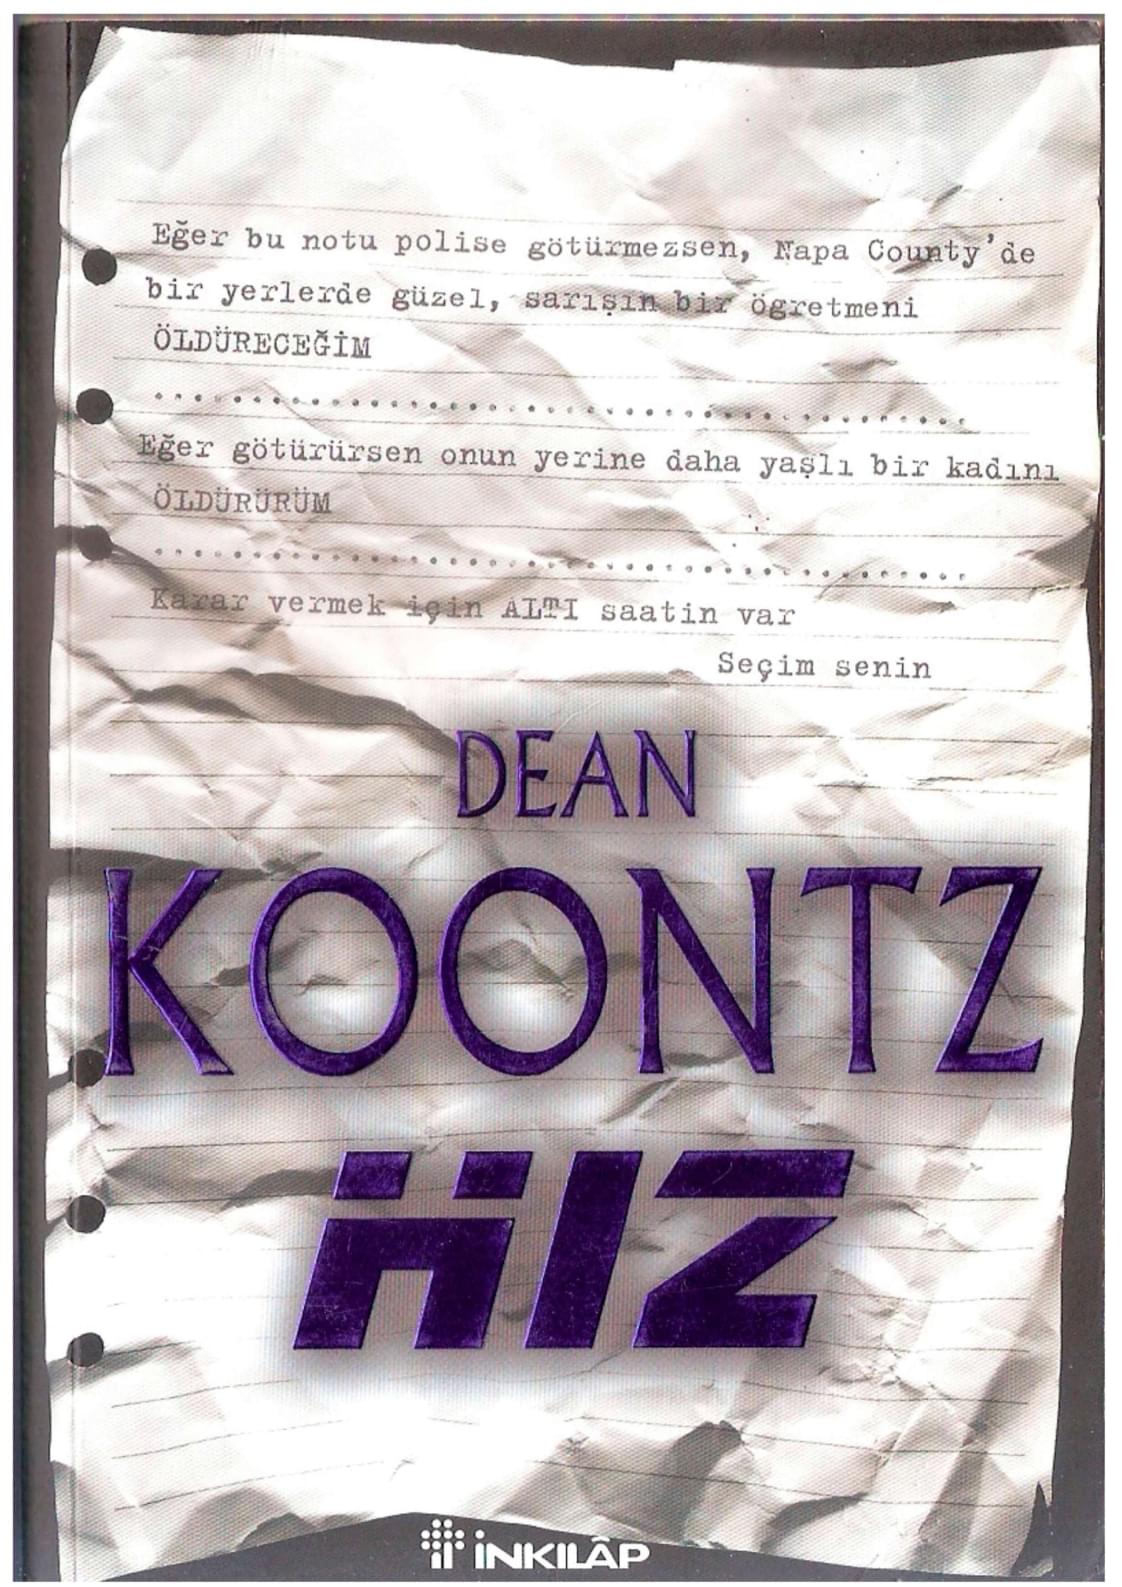 Eğer bu notu polise götürmezsen, Napa County'de
bir yerlerde güzel, sarışın bir ögretmeni
ÖLDÜRECEĞİM
Eğer götürürsen onun yerine daha yaşlı bir kadını
ÖLDÜRÜRÜM
Karar vermek için ALTI saatin var
Seçim senin
DEAN
KOONTZ
HIZ
İNKILÂP